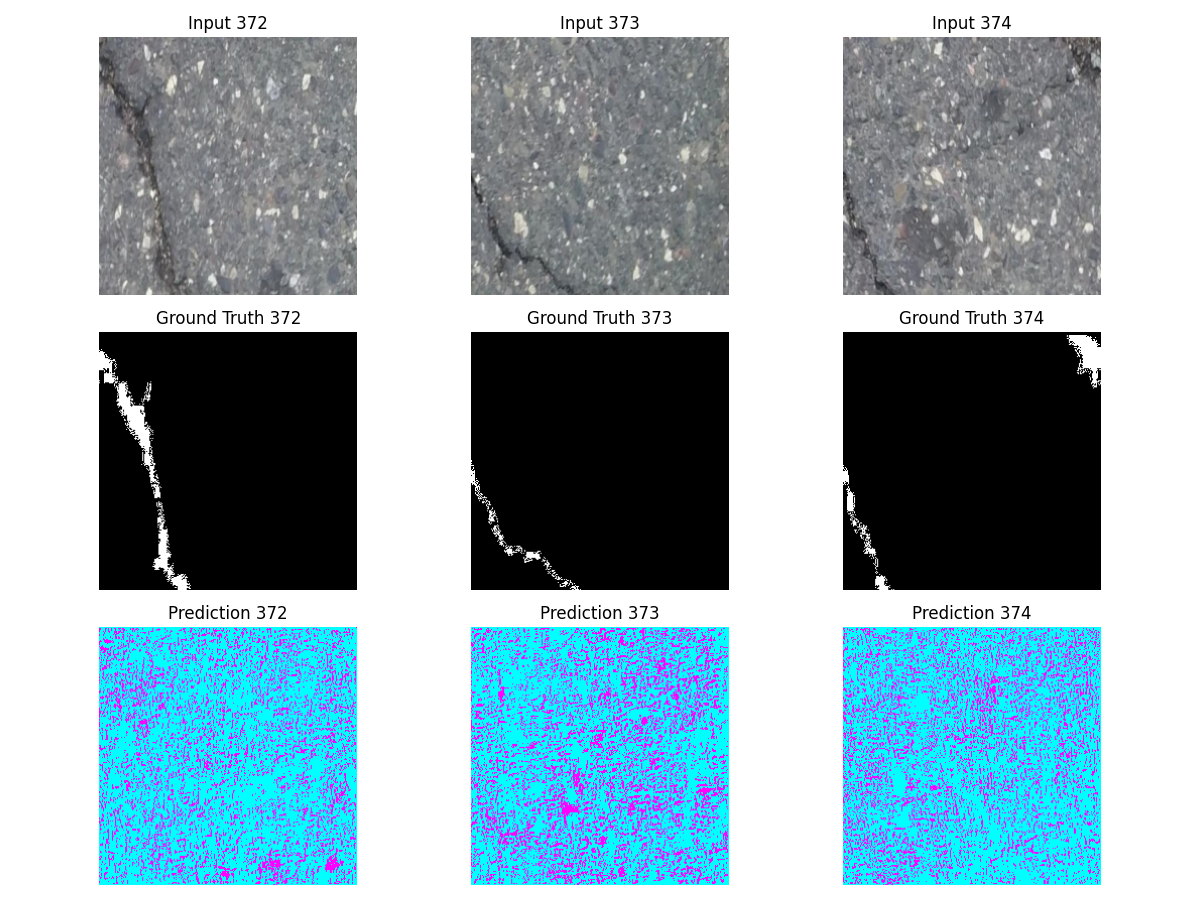 Input 372
Input 373
Input 374
Ground Truth 372
Ground Truth 373
Ground Truth 374
Prediction 372
Prediction 373
Prediction 374